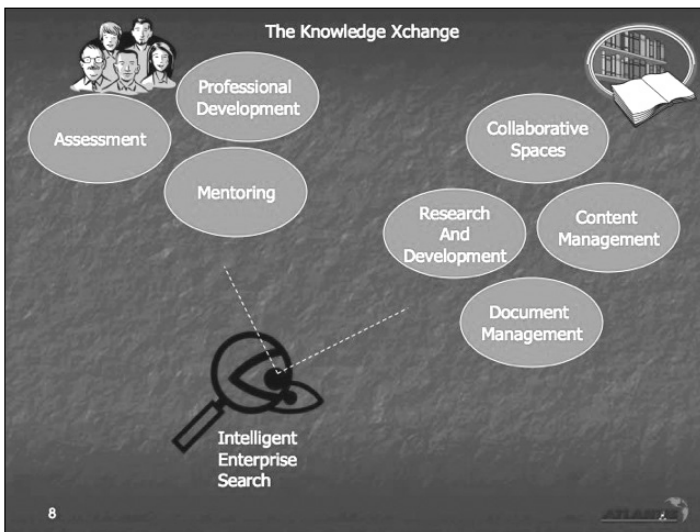 The Knowledge Xchange
Professional
Development
Assessment
Mentoring
Collaborative
Spaces
Research
And
Development
Content
Management
Document
Management
Intelligent
Enterprise
Search
8